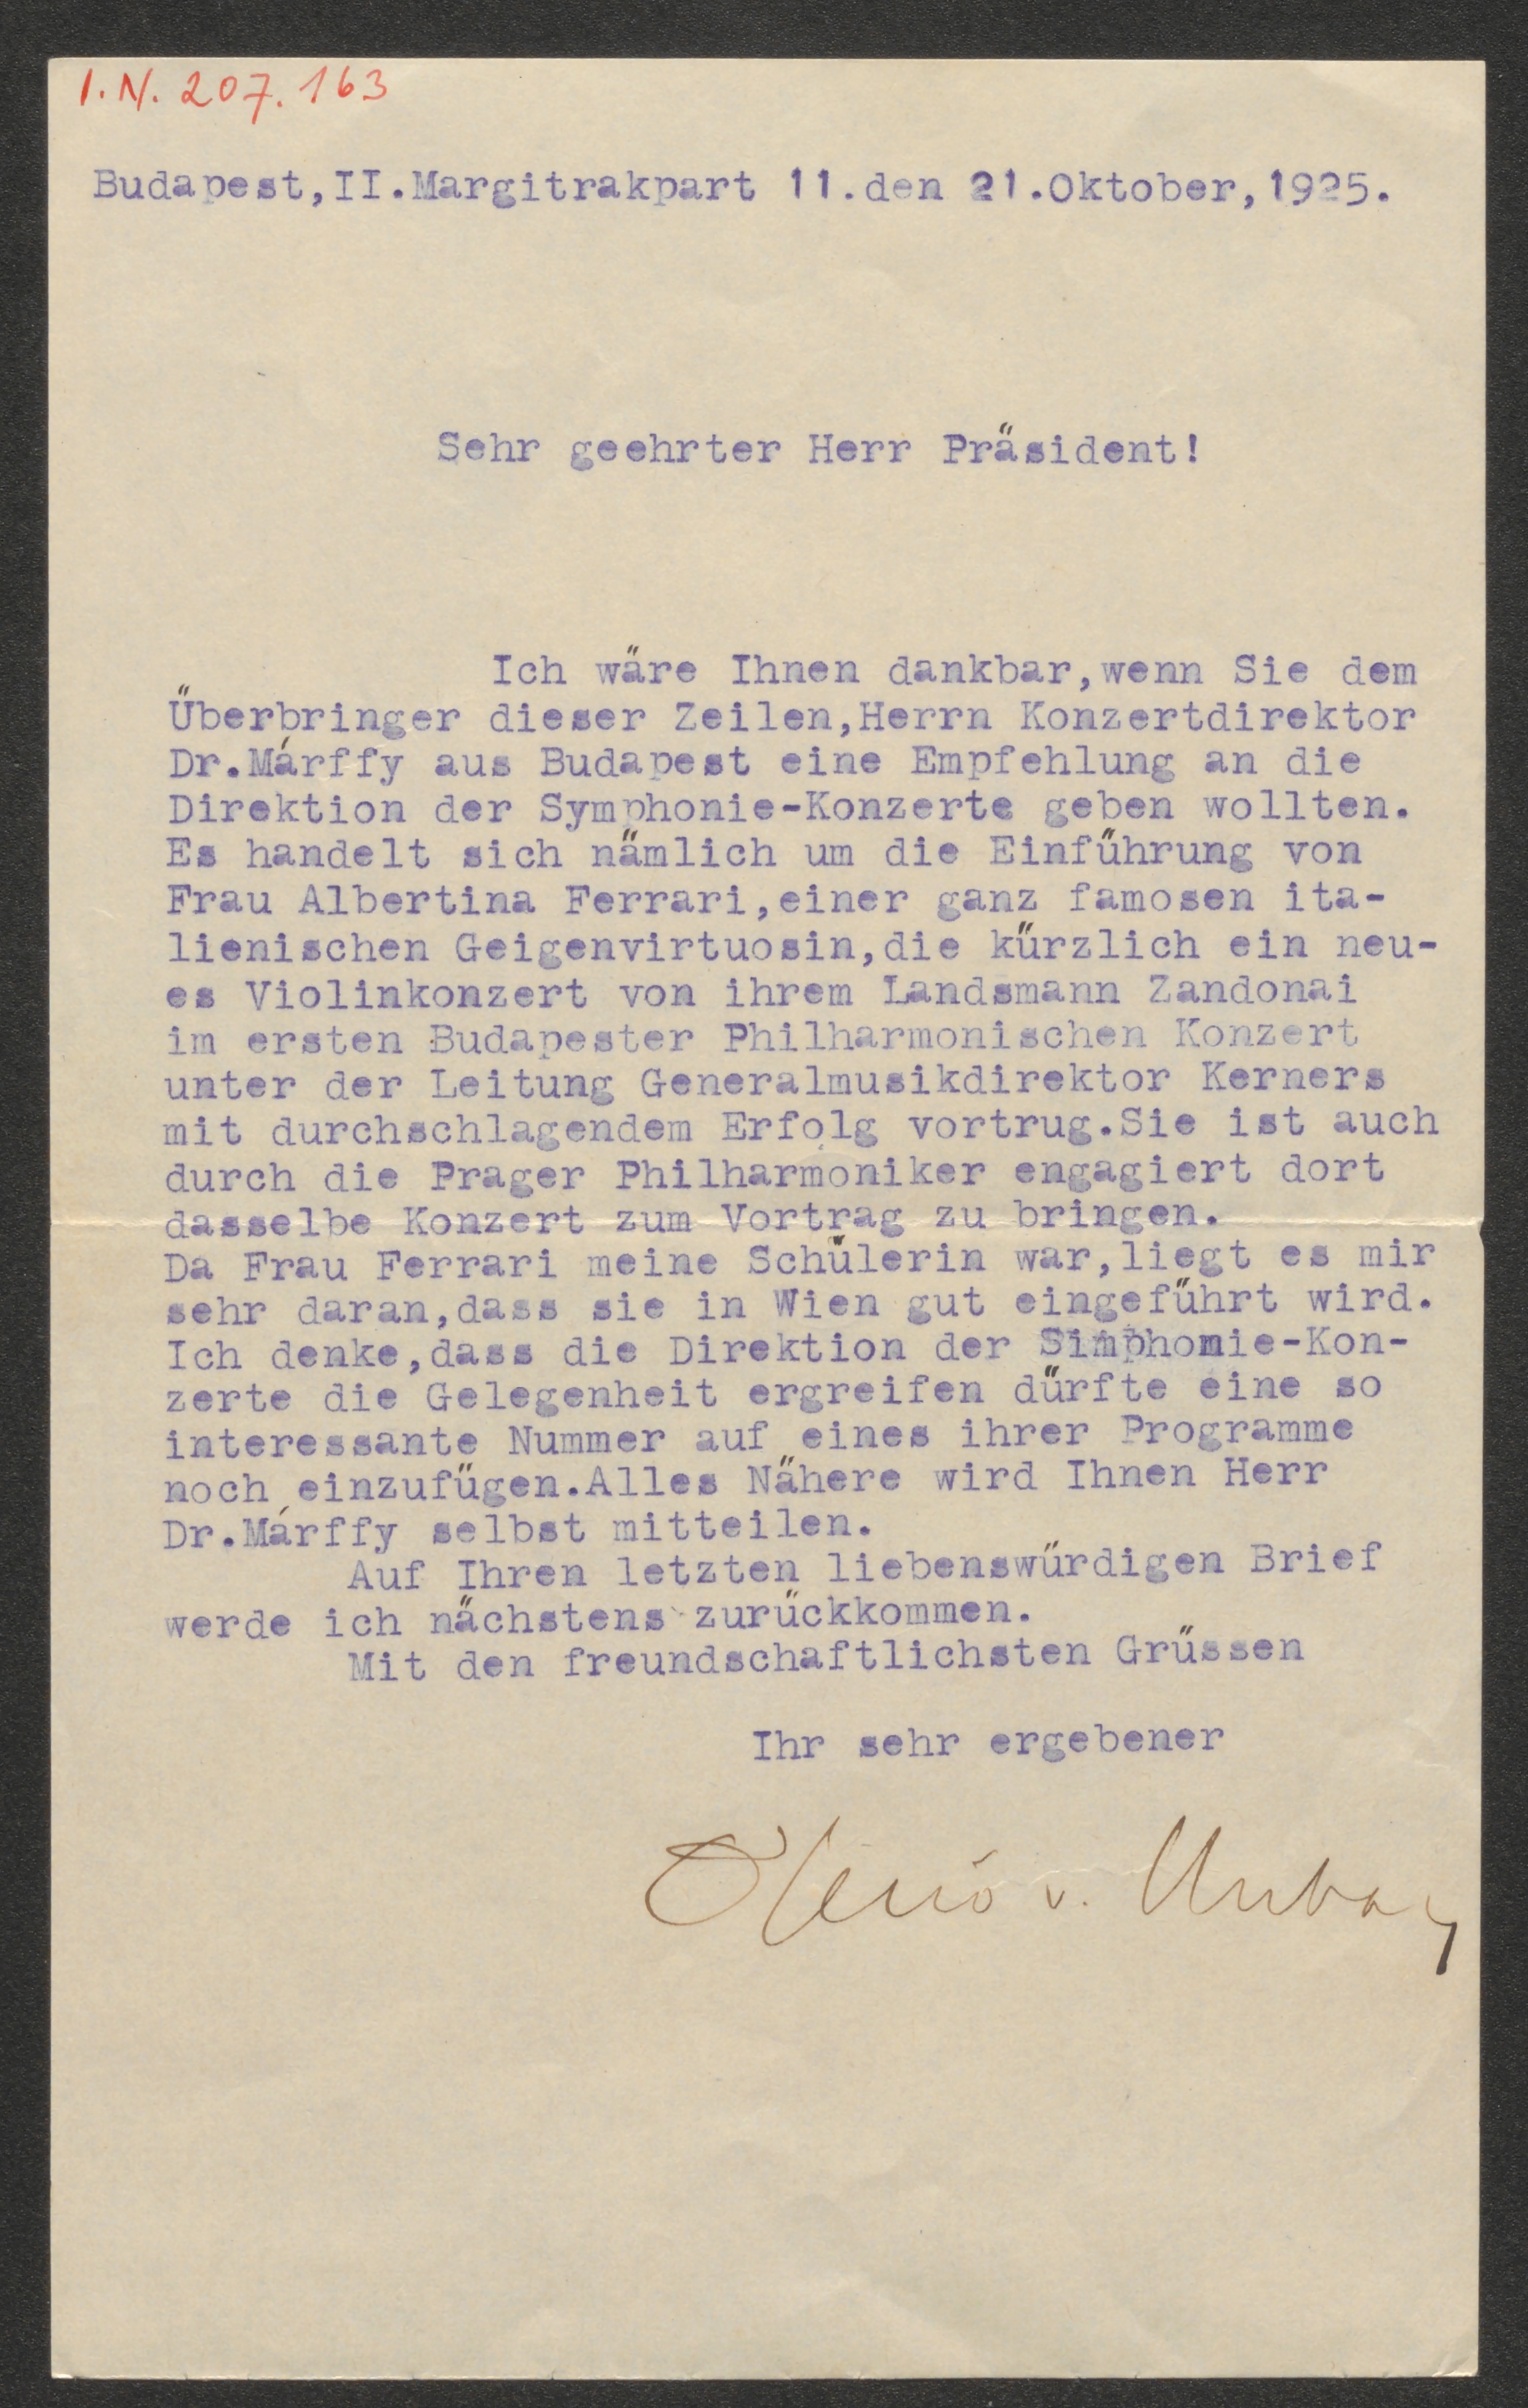 I.N. 207.163
Budapest,II.Margitrakpart 11.den 21.Oktober,1925.
Sehr geehrter Herr Präsident!
Ich wäre Ihnen dankbar,wenn Sie dem
Überbringer dieser Zeilen,Herrn Konzertdirektor
Dr.Márffy aus Budapest eine Empfehlung an die
Direktion der Symphonie-Konzerte geben wollten.
Es handelt sich nämlich um die Einführung von
Frau Albertina Ferrari,einer ganz famosen ita-
lienischen Geigenvirtuosin,die kürzlich ein neu-
es Violinkonzert von ihrem Landsmann Zandonai
im ersten Budapester Philharmonischen Konzert
unter der Leitung Generalmusikdirektor Kerners
mit durchschlagendem Erfolg vortrug.Sie ist auch
durch die Prager Philharmoniker engagiert dort
dasselbe Konzert zum Vortrag zu bringen.
Da Frau Ferrari meine Schülerin war,liegt es mir
sehr daran,dass sie in Wien gut eingeführt wird.
Ich denke,dass die Direktion der Simphonie-Kon-
zerte die Gelegenheit ergreifen dürfte eine so
interessante Nummer auf eines ihrer Programme
noch einzufügen.Alles Nähere wird Ihnen Herr
Dr.Márffy selbst mitteilen.
Auf Ihren letzten liebenswürdigen Brief
werde ich nächstens zurückkommen.
Mit den freundschaftlichsten Grüssen
Ihr sehr ergebener
Jenö v. Hubay